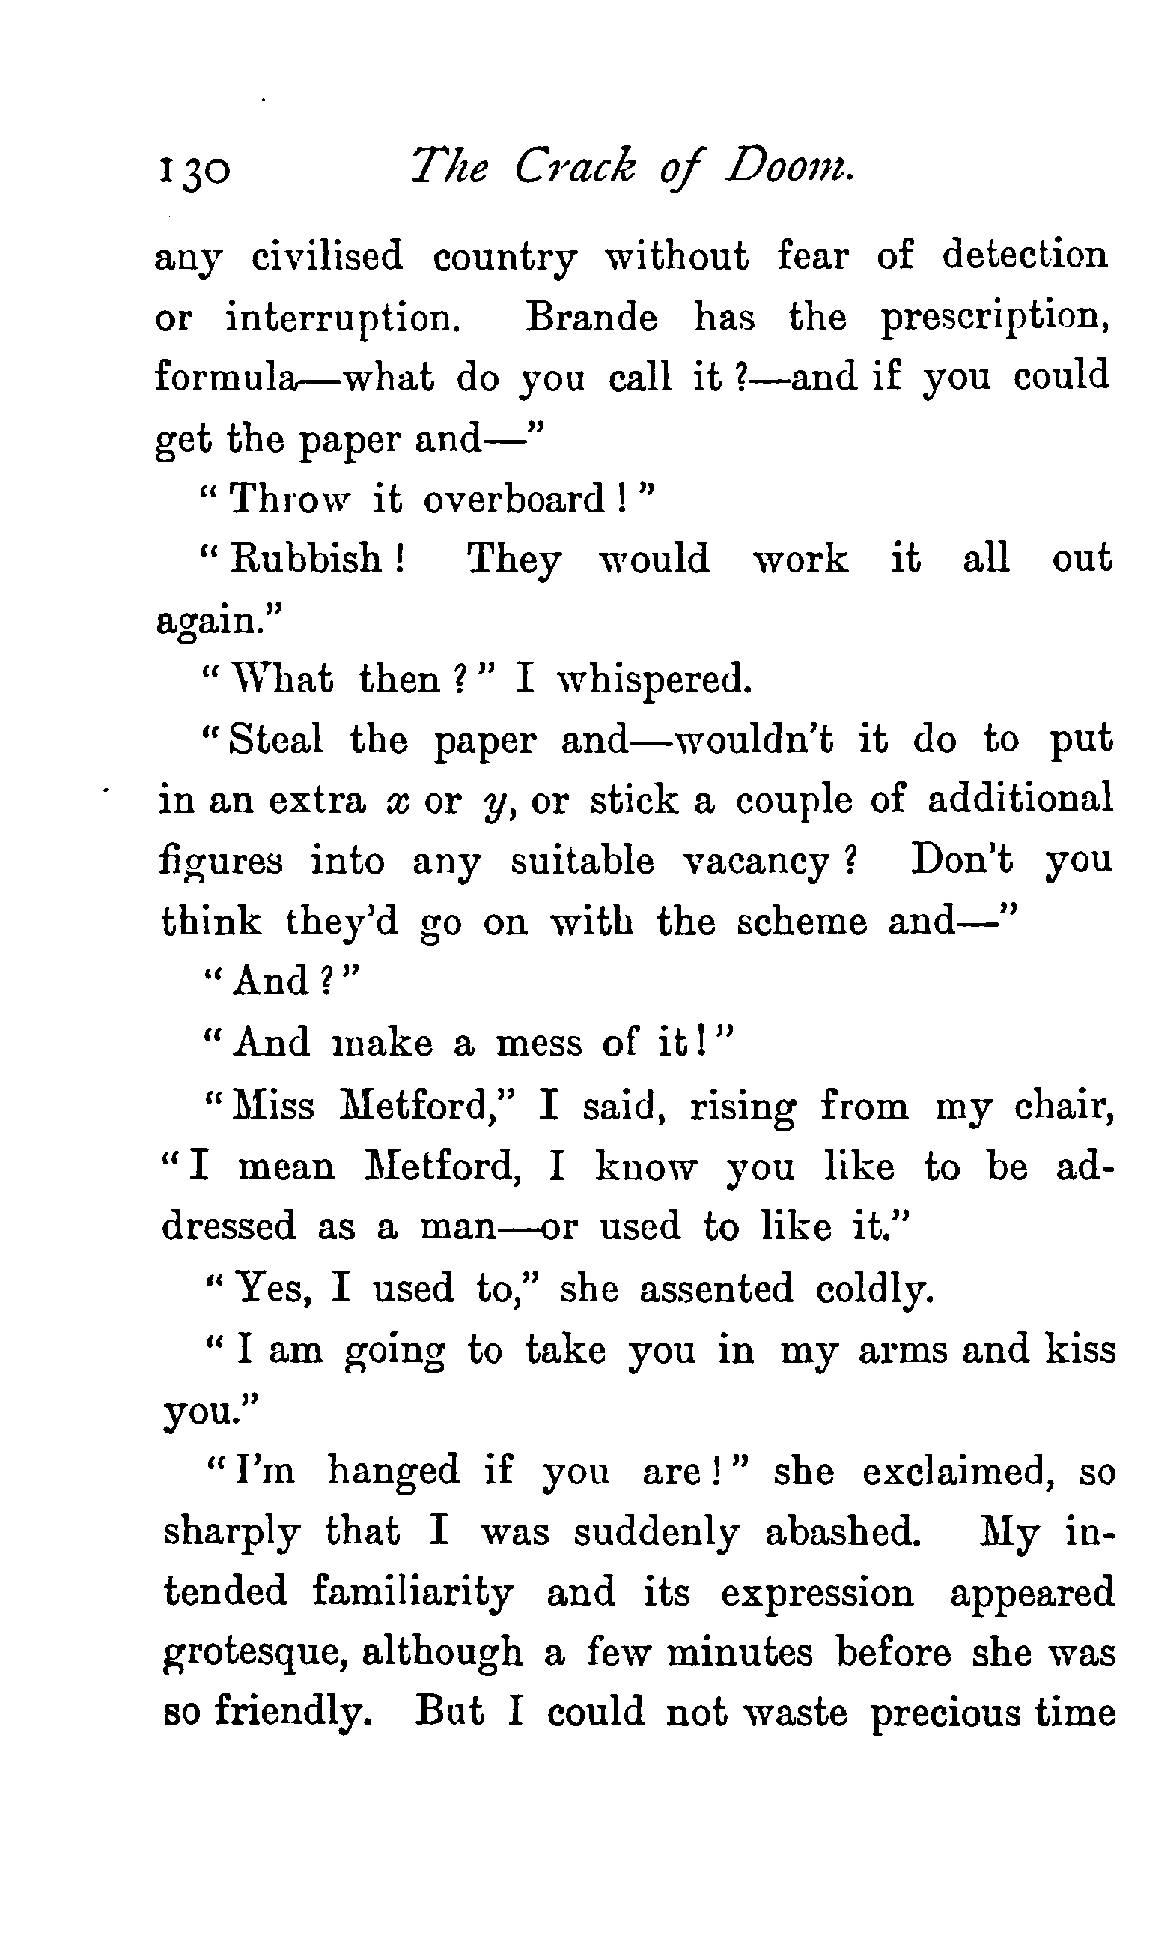 130 The Crack of Doom.
any civilised country without fear of detection
or interruption. Brande has the prescription,
formula—what do you call it?—and if you could
get the paper and—"
"Throw it overboard!"
"Rubbish! They would work it all out
again."
"What then?" I whispered.
"Steal the paper and—wouldn't it do to put
in an extra x or y, or stick a couple of additional
figures into any suitable vacancy? Don't you
think they'd go on with the scheme and—"
"And?"
"And make a mess of it!"
"Miss Metford," I said, rising from my chair,
"I mean Metford, I know you like to be ad-
dressed as a man—or used to like it."
"Yes, I used to," she assented coldly.
"I am going to take you in my arms and kiss
you."
"I'm hanged if you are!" she exclaimed, so
sharply that I was suddenly abashed. My in-
tended familiarity and its expression appeared
grotesque, although a few minutes before she was
so friendly. But I could not waste precious time